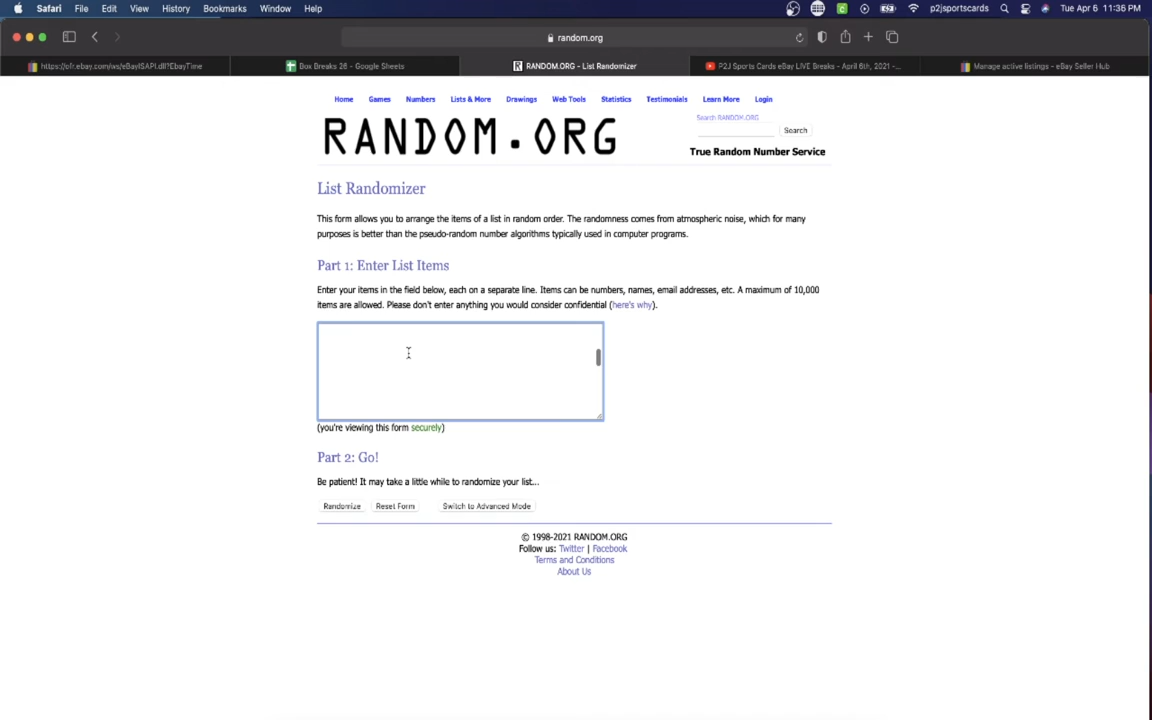 Safari File Edit View History Bookmarks Window Help p2jsportscards Tue Apr 6 11:36 PM
random.org
https://ofr.ebay.com/ws/eBayISAPI.dll?EbayTime Box Breaks 26 - Google Sheets RANDOM.ORG - List Randomizer P2J Sports Cards eBay LIVE Breaks - April 6th, 2021 -... Manage active listings - eBay Seller Hub
Home Games Numbers Lists & More Drawings Web Tools Statistics Testimonials Learn More Login
RANDOM.ORG
Search RANDOM.ORG
Search
True Random Number Service
List Randomizer
This form allows you to arrange the items of a list in random order. The randomness comes from atmospheric noise, which for many
purposes is better than the pseudo-random number algorithms typically used in computer programs.
Part 1: Enter List Items
Enter your items in the field below, each on a separate line. Items can be numbers, names, email addresses, etc. A maximum of 10,000
items are allowed. Please don't enter anything you would consider confidential (here's why).
(you're viewing this form securely)
Part 2: Go!
Be patient! It may take a little while to randomize your list...
Randomize Reset Form Switch to Advanced Mode
© 1998-2021 RANDOM.ORG
Follow us: Twitter | Facebook
Terms and Conditions
About Us